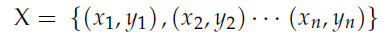 X = {(x₁, y₁), (x₂, y₂) ⋯ (xₙ, yₙ)}